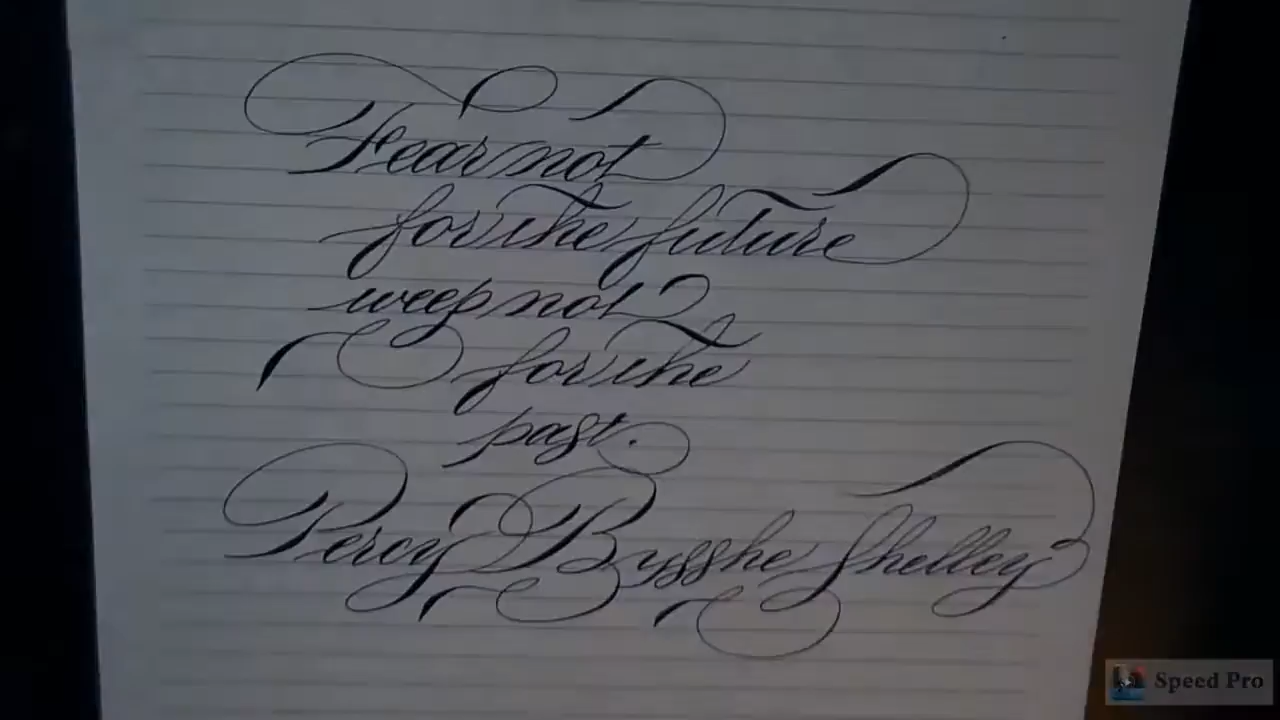 Fear not
for the future
weep not
for the
past.
Percy Bysshe Shelley
Speed Pro